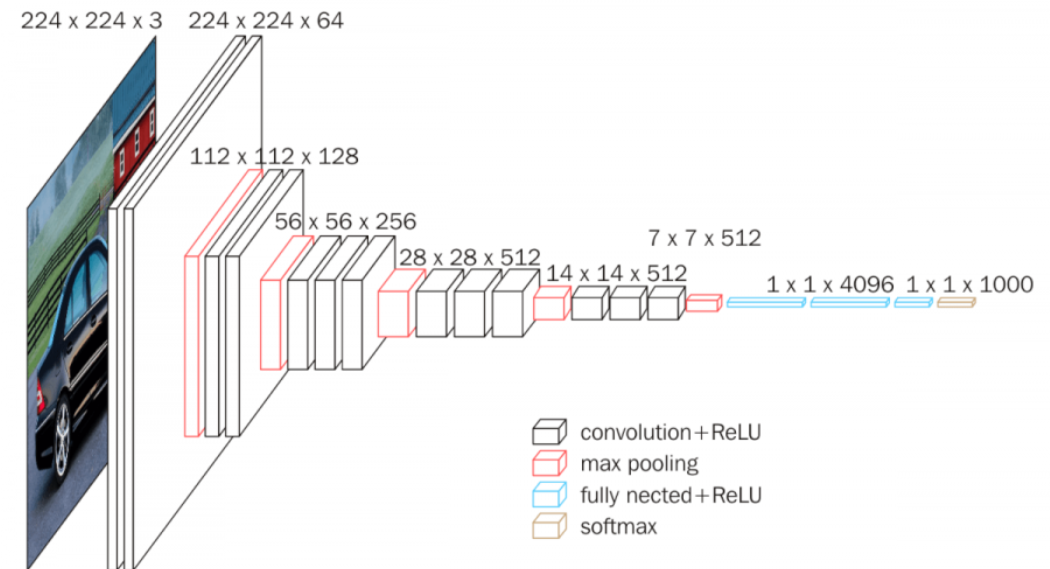 224 x 224 x 3
224 x 224 x 64
112 x 112 x 128
56 x 56 x 256
28 x 28 x 512
14 x 14 x 512
7 x 7 x 512
1 x 1 x 4096
1 x 1 x 1000
convolution+ReLU
max pooling
fully nected+ReLU
softmax